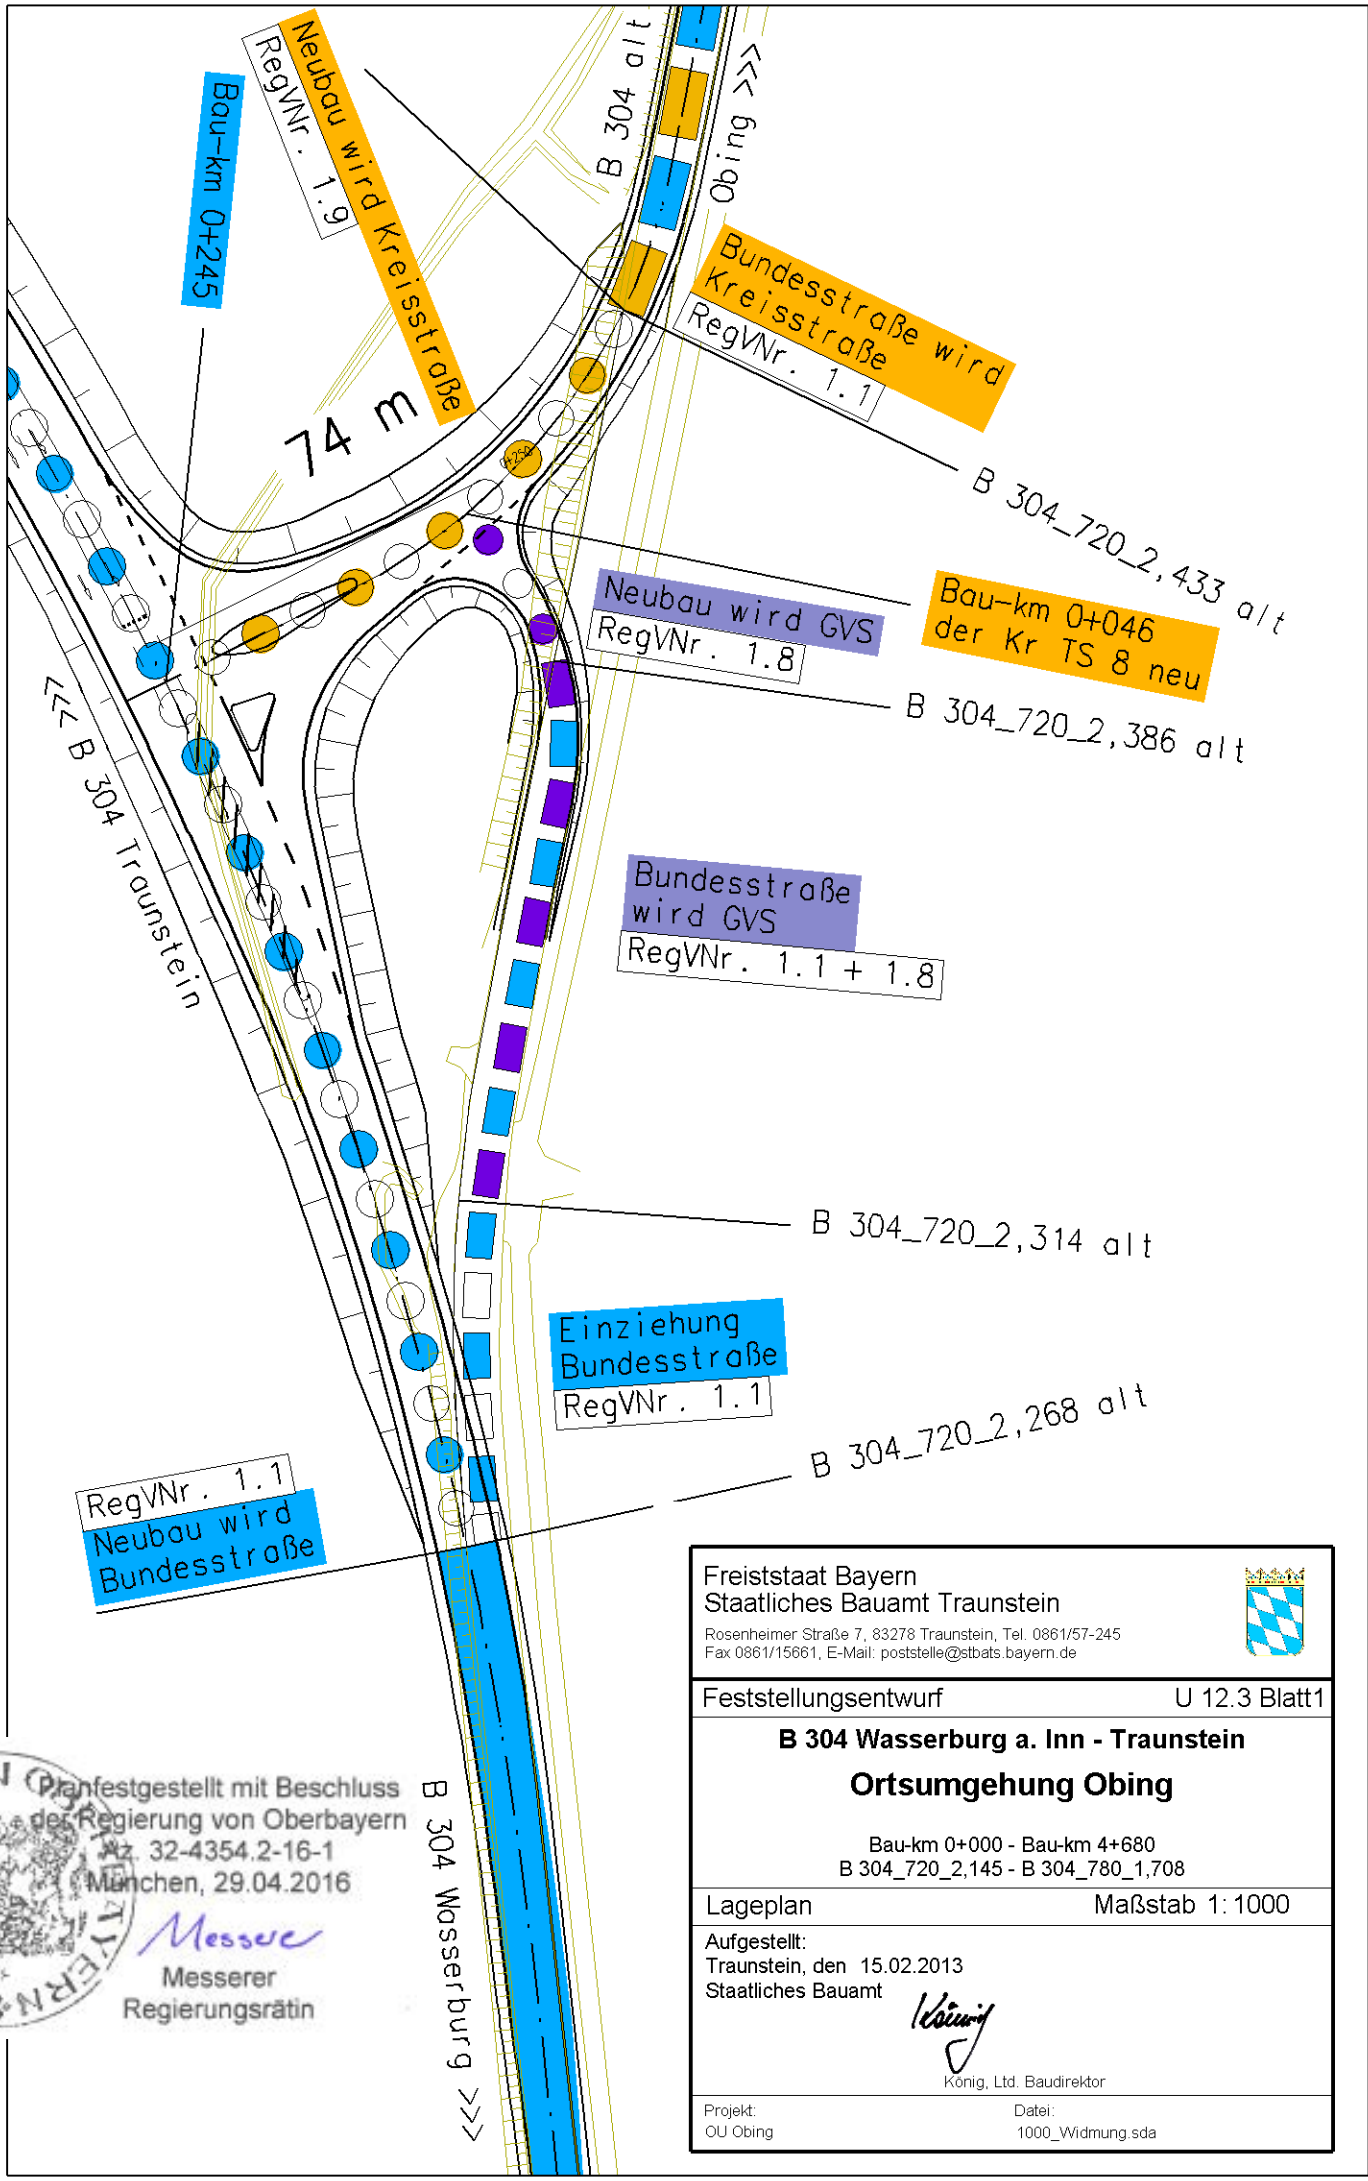 B 304 alt
Obing >>>
Neubau wird Kreisstraße
RegVNr. 1.9
Bau-km 0+245
Bundesstraße wird
Kreisstraße
RegVNr. 1.1
74 m
0+250
B 304_720_2,433 alt
Neubau wird GVS
RegVNr. 1.8
Bau-km 0+046
der Kr TS 8 neu
B 304_720_2,386 alt
<<< B 304 Traunstein
Bundesstraße
wird GVS
RegVNr. 1.1 + 1.8
B 304_720_2,314 alt
Einziehung
Bundesstraße
RegVNr. 1.1
B 304_720_2,268 alt
RegVNr. 1.1
Neubau wird
Bundesstraße
B 304 Wasserburg >>>
Planfestgestellt mit Beschluss
der Regierung von Oberbayern
Az. 32-4354.2-16-1
München, 29.04.2016
Messerer
Messerer
Regierungsrätin
Freiststaat Bayern
Staatliches Bauamt Traunstein
Rosenheimer Straße 7, 83278 Traunstein, Tel. 0861/57-245
Fax 0861/15661, E-Mail: poststelle@stbats.bayern.de
Feststellungsentwurf U 12.3 Blatt1
B 304 Wasserburg a. Inn - Traunstein
Ortsumgehung Obing
Bau-km 0+000 - Bau-km 4+680
B 304_720_2,145 - B 304_780_1,708
Lageplan Maßstab 1: 1000
Aufgestellt:
Traunstein, den 15.02.2013
Staatliches Bauamt
König
König, Ltd. Baudirektor
Projekt: Datei:
OU Obing 1000_Widmung.sda